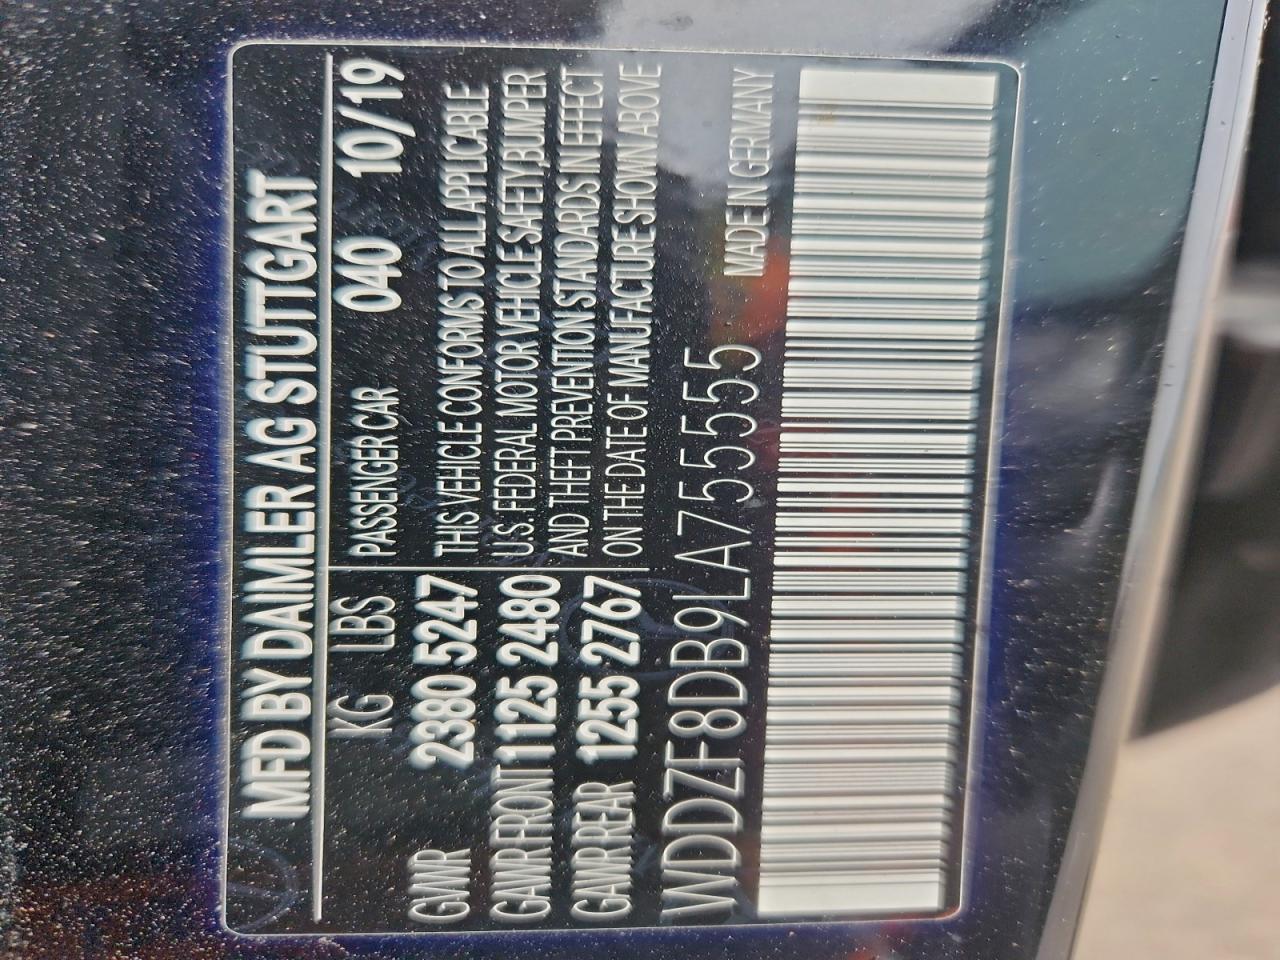 MFD BY DAIMLER AG STUTTGART
KG LBS PASSENGER CAR 040 10/19
GVWR 2380 5247 THIS VEHICLE CONFORMS TO ALL APPLICABLE
GAWR FRONT 1125 2480 U.S. FEDERAL MOTOR VEHICLE SAFETY, BUMPER
AND THEFT PREVENTION STANDARDS IN EFFECT
GAWR REAR 1255 2767 ON THE DATE OF MANUFACTURE SHOWN ABOVE
WDDZF8DB9LA755555 MADE IN GERMANY